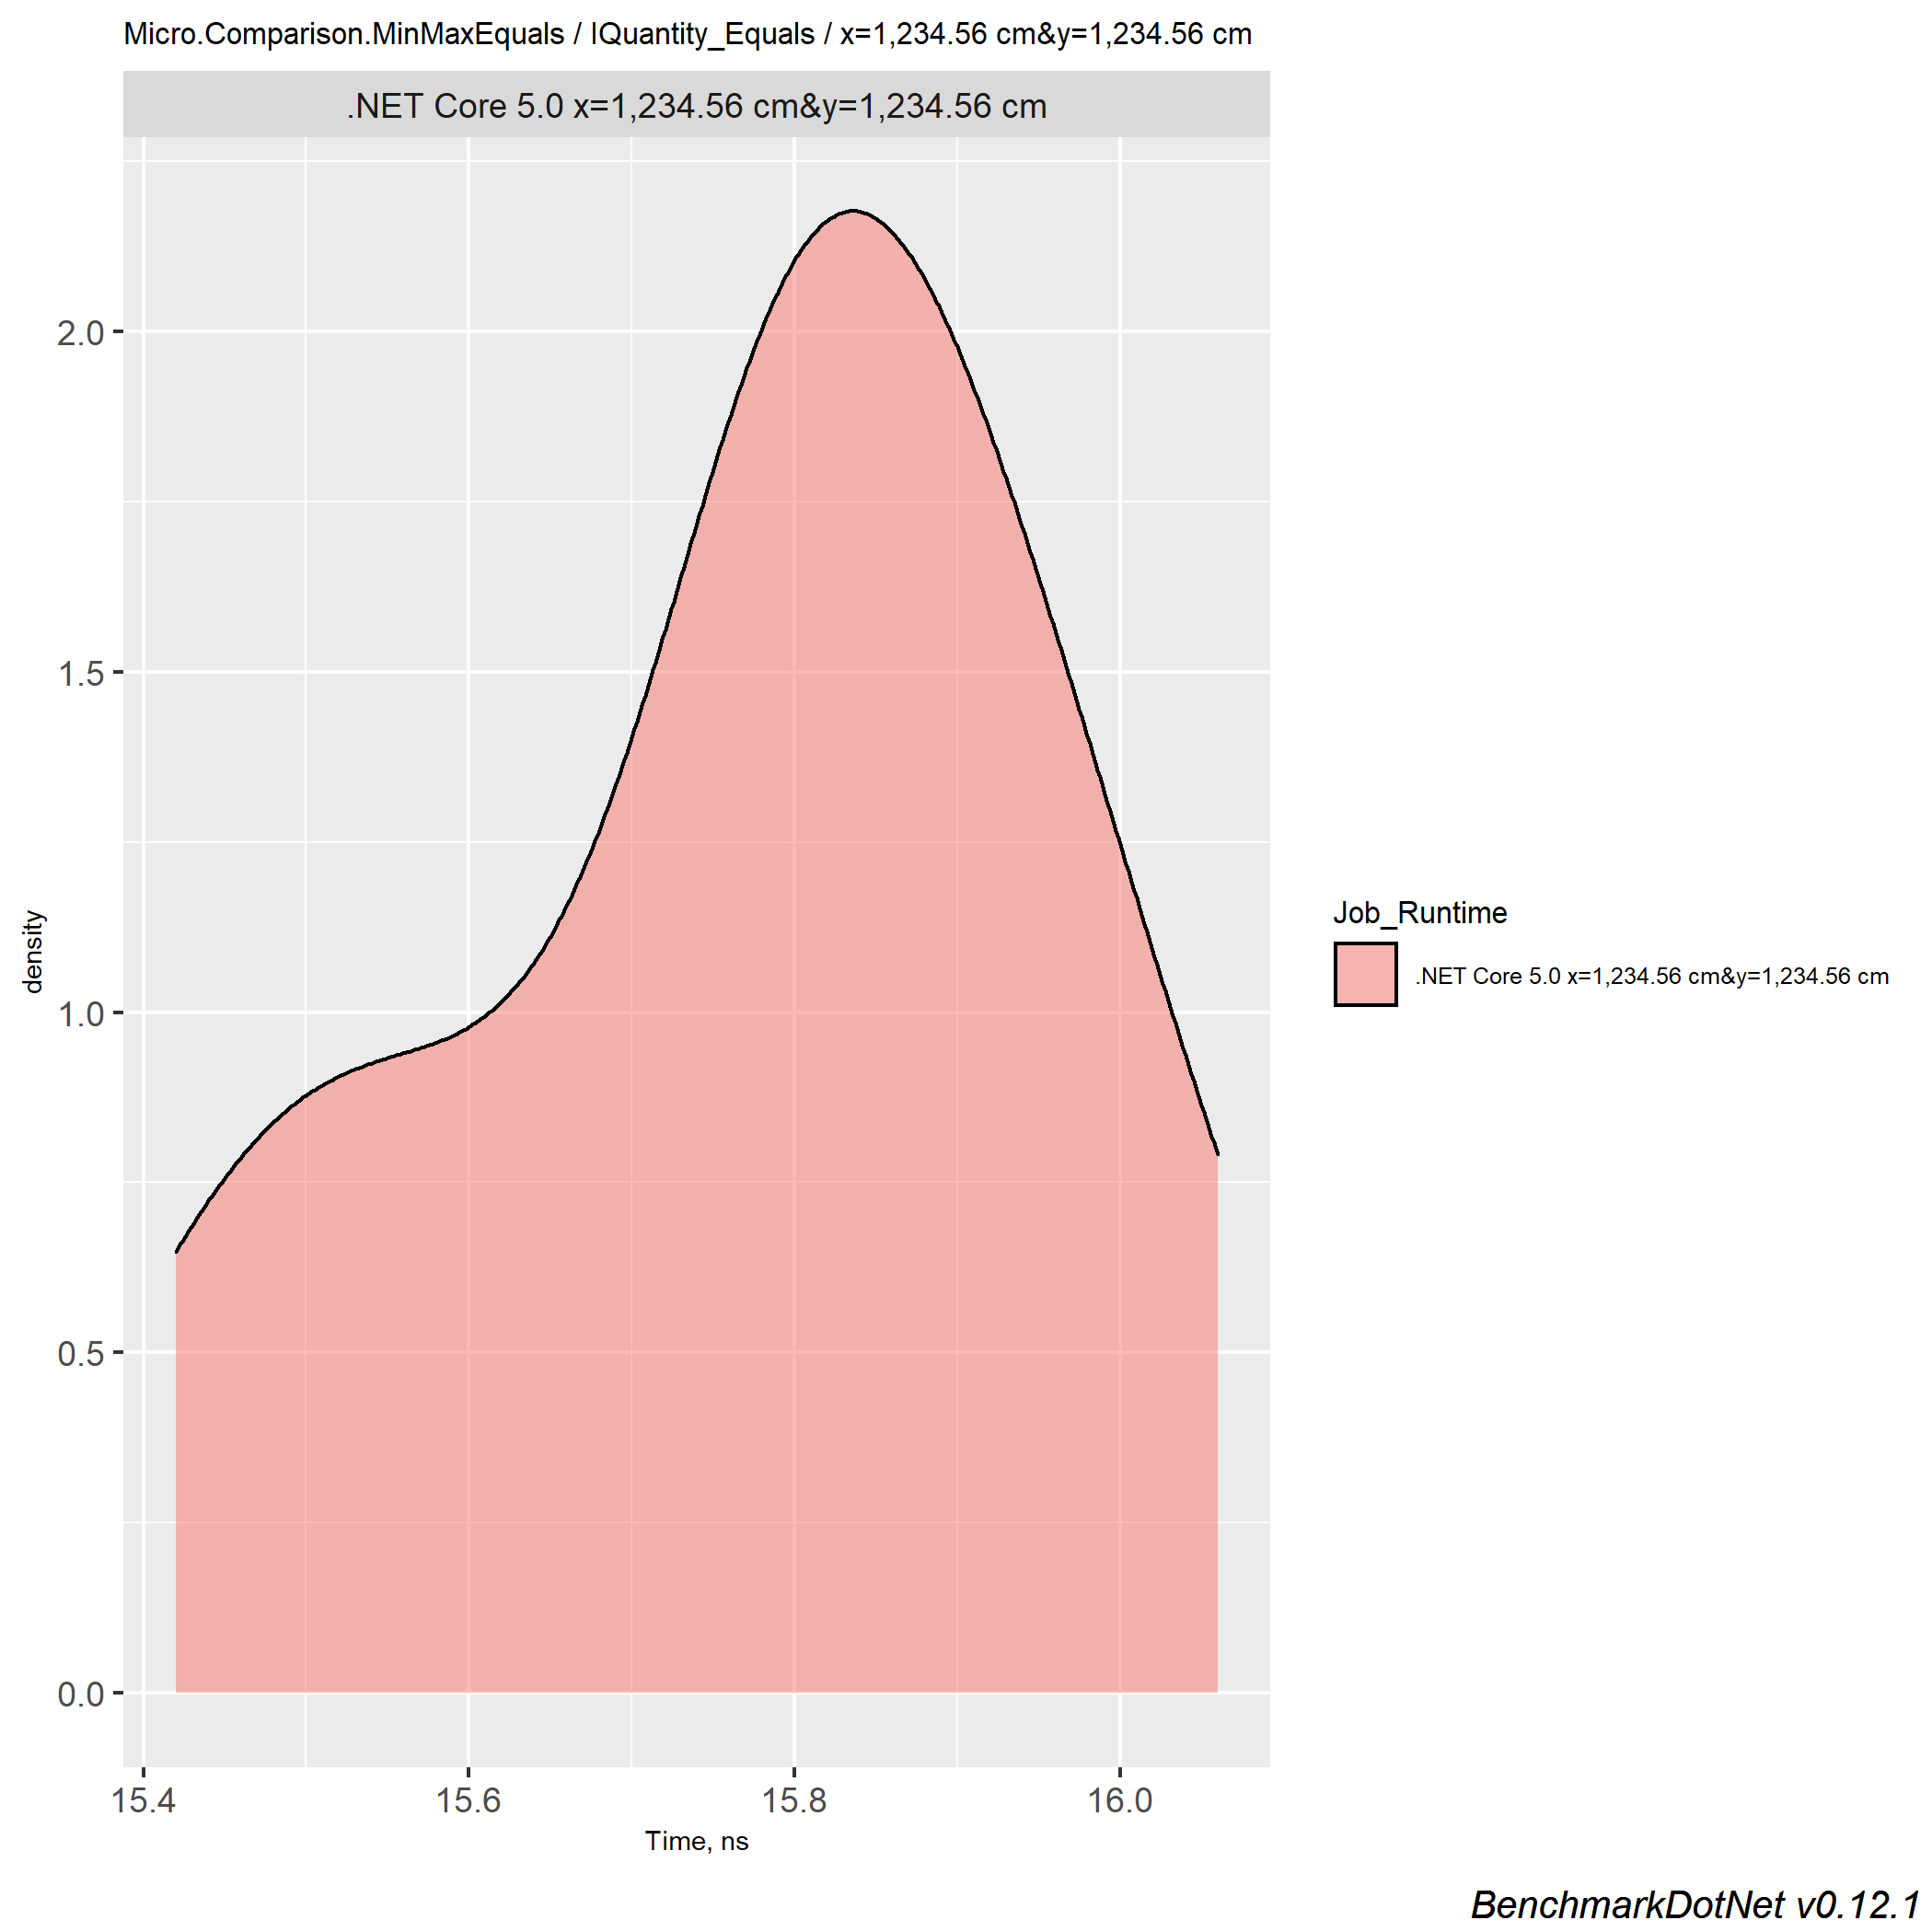 Micro.Comparison.MinMaxEquals / IQuantity_Equals / x=1,234.56 cm&y=1,234.56 cm
.NET Core 5.0 x=1,234.56 cm&y=1,234.56 cm
2.0
1.5
1.0
0.5
0.0
density
15.4
15.6
15.8
16.0
Time, ns
Job_Runtime
.NET Core 5.0 x=1,234.56 cm&y=1,234.56 cm
BenchmarkDotNet v0.12.1